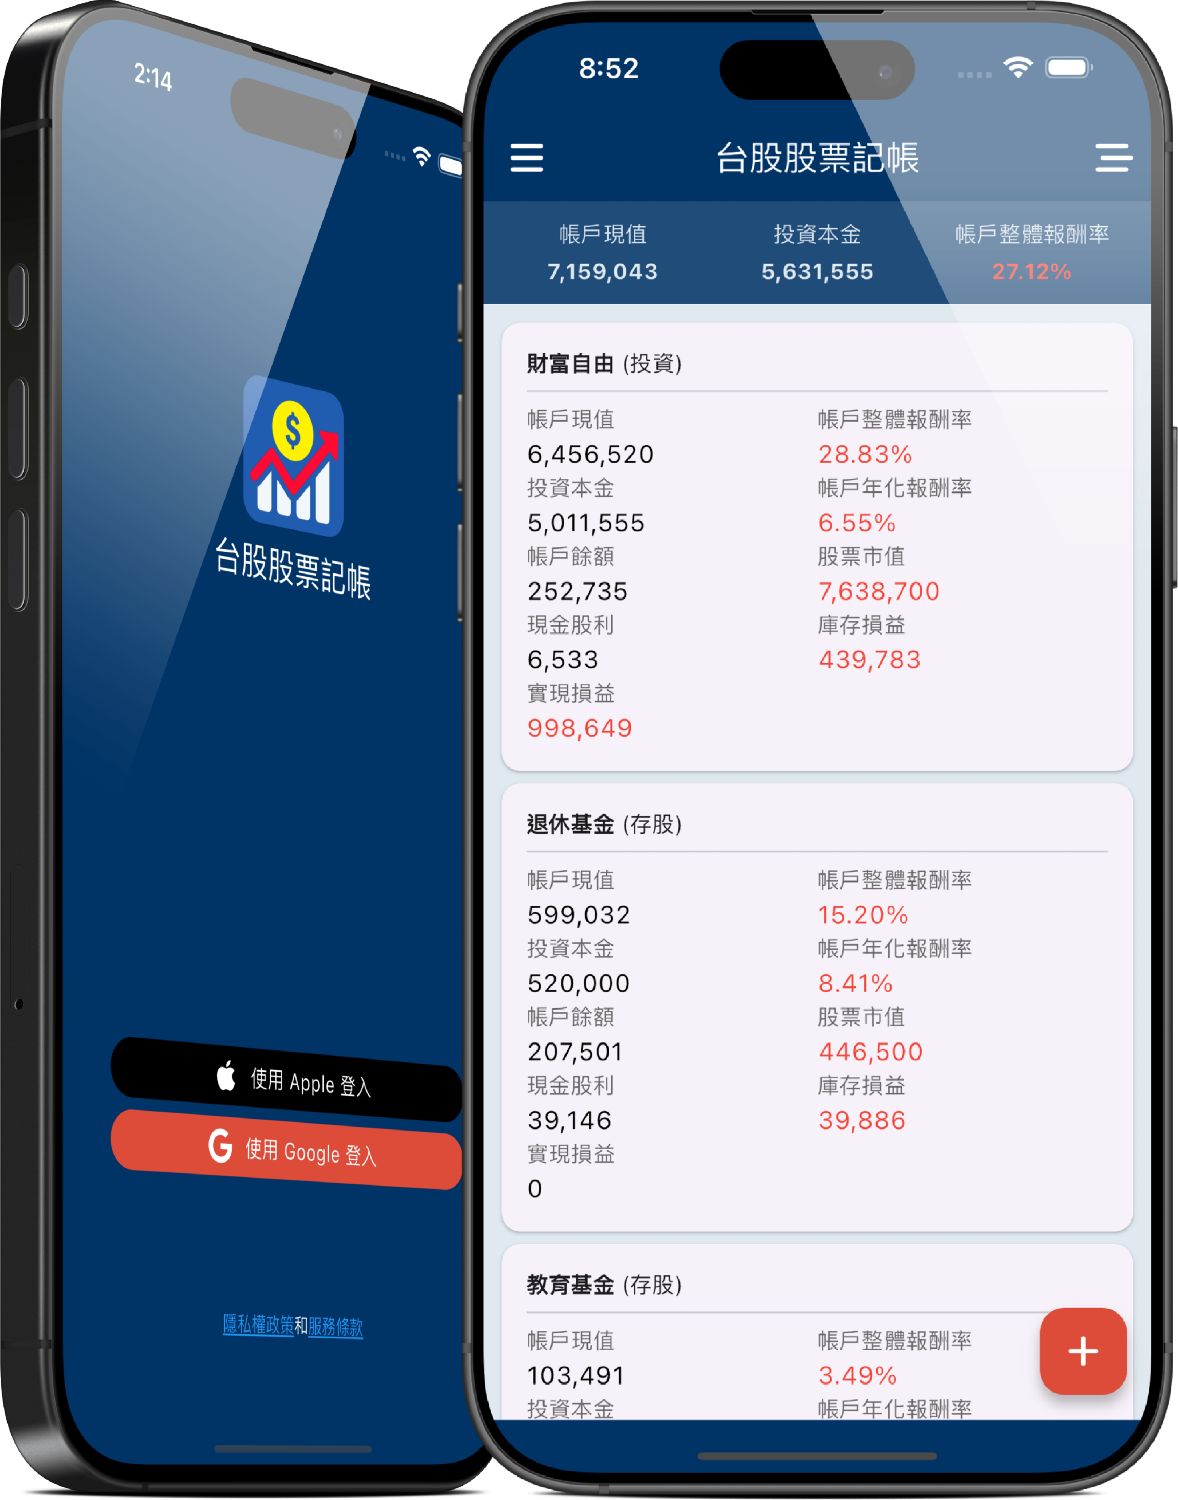 2:14
台股股票記帳
使用 Apple 登入
G 使用 Google 登入
隱私權政策和服務條款
8:52
台股股票記帳
帳戶現值 投資本金 帳戶整體報酬率
7,159,043 5,631,555 27.12%
財富自由 (投資)
帳戶現值 帳戶整體報酬率
6,456,520 28.83%
投資本金 帳戶年化報酬率
5,011,555 6.55%
帳戶餘額 股票市值
252,735 7,638,700
現金股利 庫存損益
6,533 439,783
實現損益
998,649
退休基金 (存股)
帳戶現值 帳戶整體報酬率
599,032 15.20%
投資本金 帳戶年化報酬率
520,000 8.41%
帳戶餘額 股票市值
207,501 446,500
現金股利 庫存損益
39,146 39,886
實現損益
0
教育基金 (存股)
帳戶現值 帳戶整體報酬率
103,491 3.49%
投資本金 帳戶年化報酬率